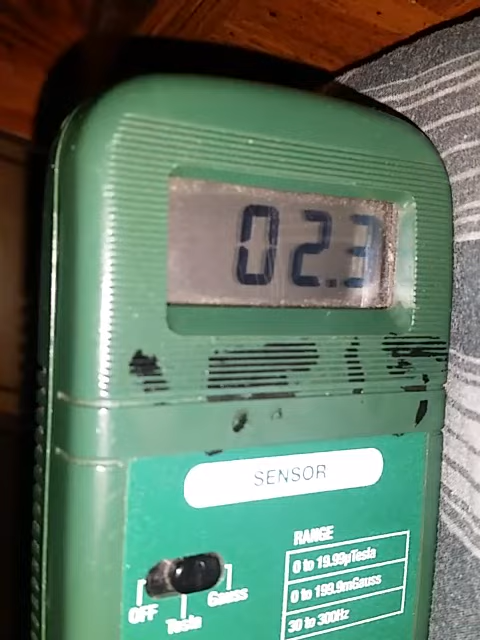 02.3
SENSOR
RANGE
0 to 19.99µTesla
0 to 199.9mGauss
30 to 300Hz
OFF
Tesla
Gauss